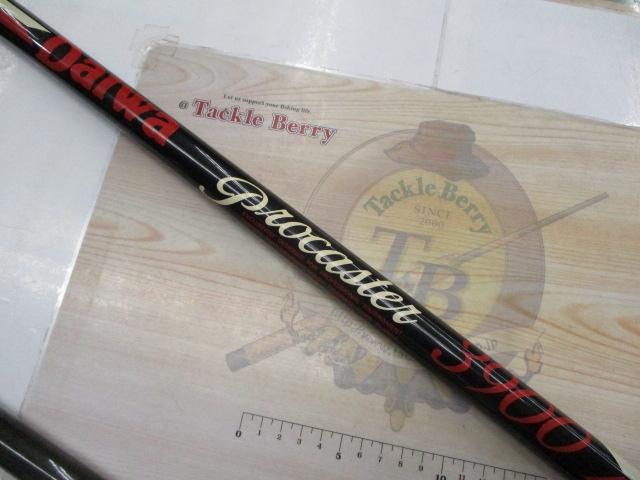 Daiwa
Procaster
3900
Let us support your fishing life.
@ Tackle Berry
Tackle Berry
SINCE
2000
TB
0 1 2 3 4 5 6 7 8 9 10